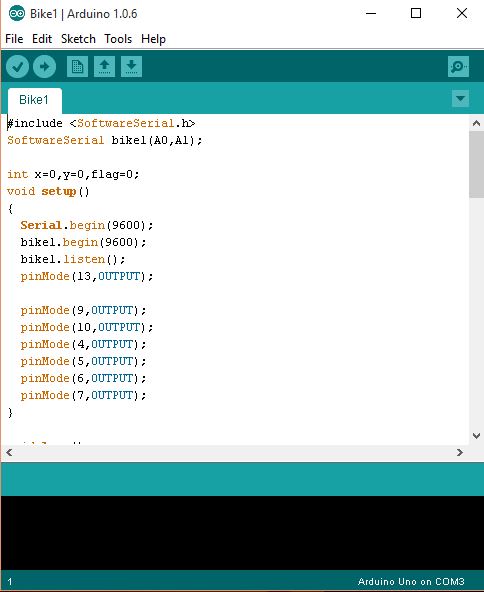 Bike1 | Arduino 1.0.6
File Edit Sketch Tools Help
Bike1
#include <SoftwareSerial.h>
SoftwareSerial bike1(A0,A1);
int x=0,y=0,flag=0;
void setup()
{
Serial.begin(9600);
bike1.begin(9600);
bike1.listen();
pinMode(13,OUTPUT);
pinMode(9,OUTPUT);
pinMode(10,OUTPUT);
pinMode(4,OUTPUT);
pinMode(5,OUTPUT);
pinMode(6,OUTPUT);
pinMode(7,OUTPUT);
}
1
Arduino Uno on COM3